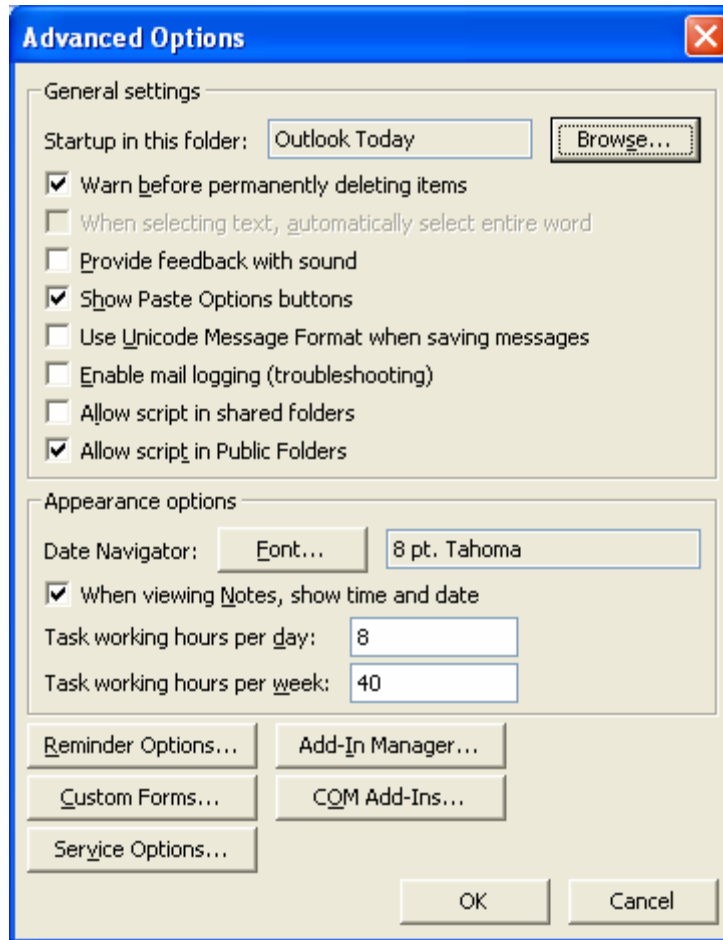 Advanced Options
General settings
Startup in this folder: Outlook Today Browse...
Warn before permanently deleting items
When selecting text, automatically select entire word
Provide feedback with sound
Show Paste Options buttons
Use Unicode Message Format when saving messages
Enable mail logging (troubleshooting)
Allow script in shared folders
Allow script in Public Folders
Appearance options
Date Navigator: Font... 8 pt. Tahoma
When viewing Notes, show time and date
Task working hours per day: 8
Task working hours per week: 40
Reminder Options... Add-In Manager...
Custom Forms... COM Add-Ins...
Service Options...
OK Cancel